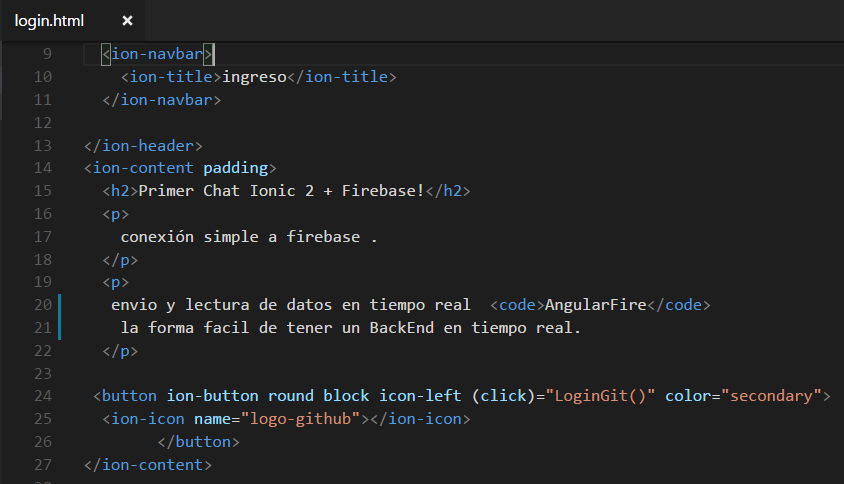 login.html ×
9 <ion-navbar>
10 <ion-title>ingreso</ion-title>
11 </ion-navbar>
12
13 </ion-header>
14 <ion-content padding>
15 <h2>Primer Chat Ionic 2 + Firebase!</h2>
16 <p>
17 conexión simple a firebase .
18 </p>
19 <p>
20 envio y lectura de datos en tiempo real <code>AngularFire</code>
21 la forma facil de tener un BackEnd en tiempo real.
22 </p>
23
24 <button ion-button round block icon-left (click)="LoginGit()" color="secondary">
25 <ion-icon name="logo-github"></ion-icon>
26 </button>
27 </ion-content>